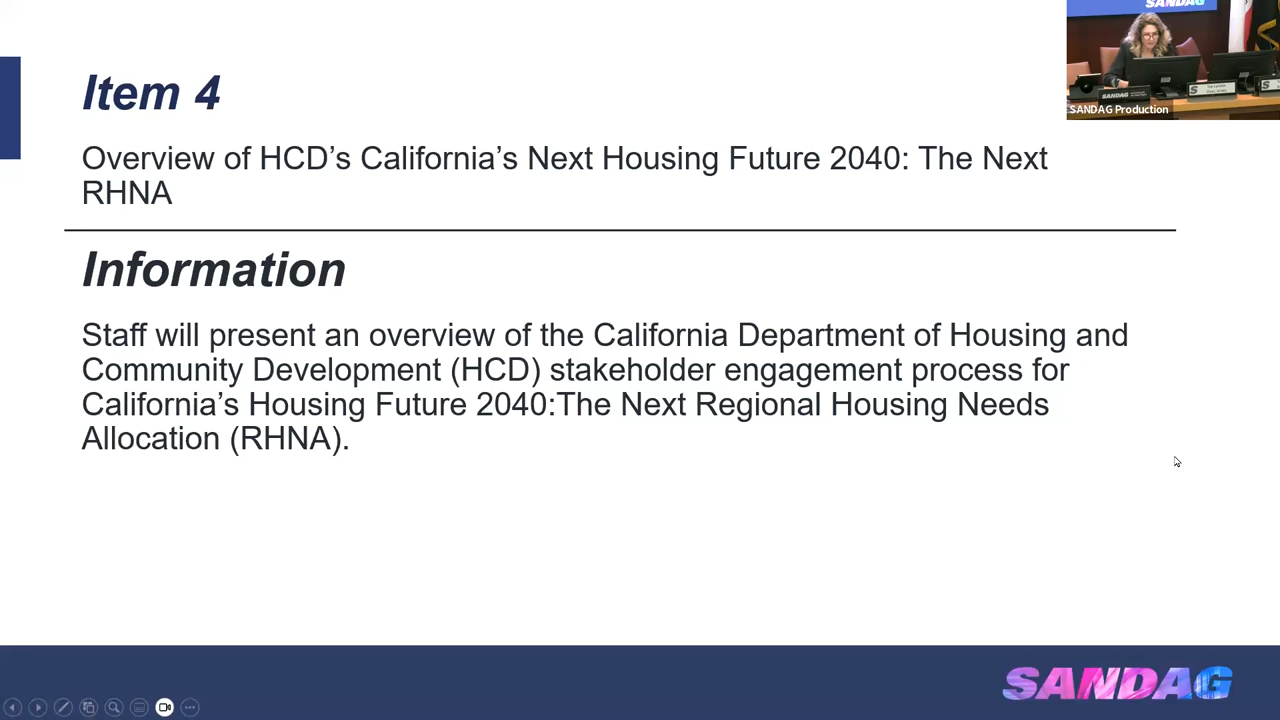 SANDAG
Item 4
SANDAG
SANDAG Production
Overview of HCD’s California’s Next Housing Future 2040: The Next
RHNA
Information
Staff will present an overview of the California Department of Housing and
Community Development (HCD) stakeholder engagement process for
California’s Housing Future 2040:The Next Regional Housing Needs
Allocation (RHNA).
SANDAG